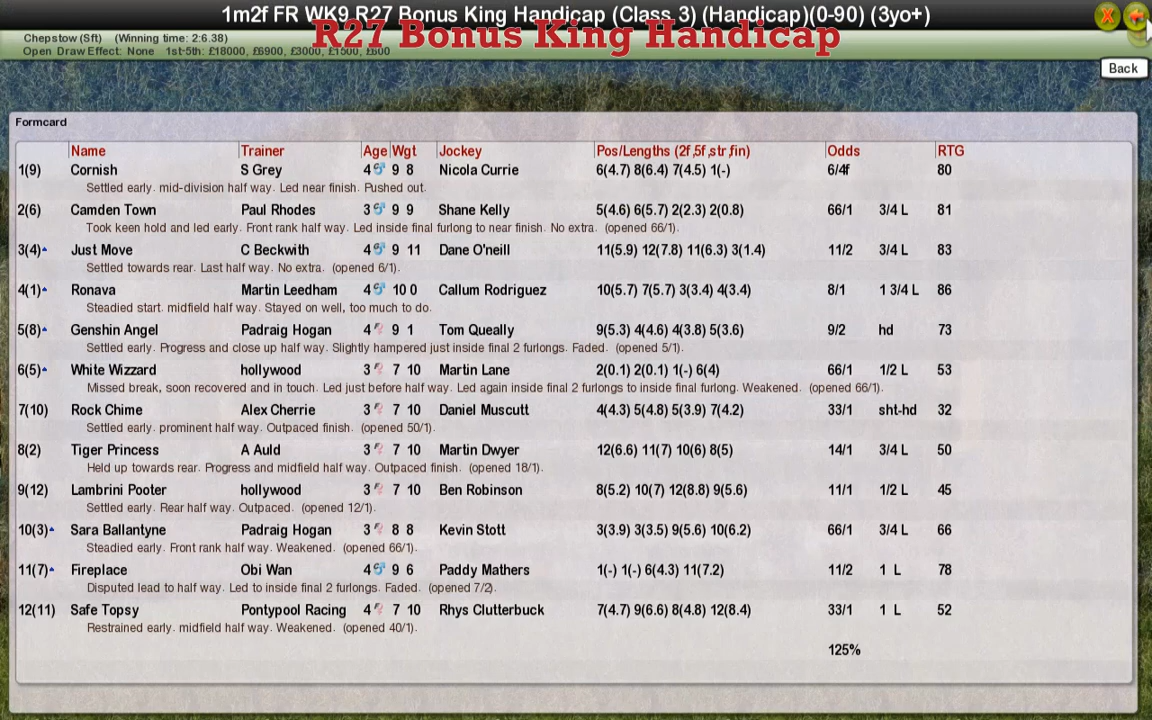 1m2f FR WK9 R27 Bonus King Handicap (Class 3) (Handicap)(0-90) (3yo+)
R27 Bonus King Handicap
Chepstow (Sft) (Winning time: 2:6.38)
Open Draw Effect: None 1st-5th: £18000, £6900, £3000, £1500, £600
Back
Formcard
Name Trainer Age Wgt Jockey Pos/Lengths (2f,5f,str,fin) Odds RTG
1(9) Cornish S Grey 4 9 8 Nicola Currie 6(4.7) 8(6.4) 7(4.5) 1(-) 6/4f 80
Settled early. mid-division half way. Led near finish. Pushed out.
2(6) Camden Town Paul Rhodes 3 9 9 Shane Kelly 5(4.6) 6(5.7) 2(2.3) 2(0.8) 66/1 3/4 L 81
Took keen hold and led early. Front rank half way. Led inside final furlong to near finish. No extra. (opened 66/1).
3(4) Just Move C Beckwith 4 9 11 Dane O'neill 11(5.9) 12(7.8) 11(6.3) 3(1.4) 11/2 3/4 L 83
Settled towards rear. Last half way. No extra. (opened 6/1).
4(1) Ronava Martin Leedham 4 10 0 Callum Rodriguez 10(5.7) 7(5.7) 3(3.4) 4(3.4) 8/1 1 3/4 L 86
Steadied start. midfield half way. Stayed on well, too much to do.
5(8) Genshin Angel Padraig Hogan 4 9 1 Tom Queally 9(5.3) 4(4.6) 4(3.8) 5(3.6) 9/2 hd 73
Settled early. Progress and close up half way. Slightly hampered just inside final 2 furlongs. Faded. (opened 5/1).
6(5) White Wizzard hollywood 3 7 10 Martin Lane 2(0.1) 2(0.1) 1(-) 6(4) 66/1 1/2 L 53
Missed break, soon recovered and in touch. Led just before half way. Led again inside final 2 furlongs to inside final furlong. Weakened. (opened 66/1).
7(10) Rock Chime Alex Cherrie 3 7 10 Daniel Muscutt 4(4.3) 5(4.8) 5(3.9) 7(4.2) 33/1 sht-hd 32
Settled early. prominent half way. Outpaced finish. (opened 50/1).
8(2) Tiger Princess A Auld 3 7 10 Martin Dwyer 12(6.6) 11(7) 10(6) 8(5) 14/1 3/4 L 50
Held up towards rear. Progress and midfield half way. Outpaced finish. (opened 18/1).
9(12) Lambrini Pooter hollywood 3 7 10 Ben Robinson 8(5.2) 10(7) 12(8.8) 9(5.6) 11/1 1/2 L 45
Settled early. Rear half way. Outpaced. (opened 12/1).
10(3) Sara Ballantyne Padraig Hogan 3 8 8 Kevin Stott 3(3.9) 3(3.5) 9(5.6) 10(6.2) 66/1 3/4 L 66
Steadied early. Front rank half way. Weakened. (opened 66/1).
11(7) Fireplace Obi Wan 4 9 6 Paddy Mathers 1(-) 1(-) 6(4.3) 11(7.2) 11/2 1 L 78
Disputed lead to half way. Led to inside final 2 furlongs. Faded. (opened 7/2).
12(11) Safe Topsy Pontypool Racing 4 7 10 Rhys Clutterbuck 7(4.7) 9(6.6) 8(4.8) 12(8.4) 33/1 1 L 52
Restrained early. midfield half way. Weakened. (opened 40/1).
125%